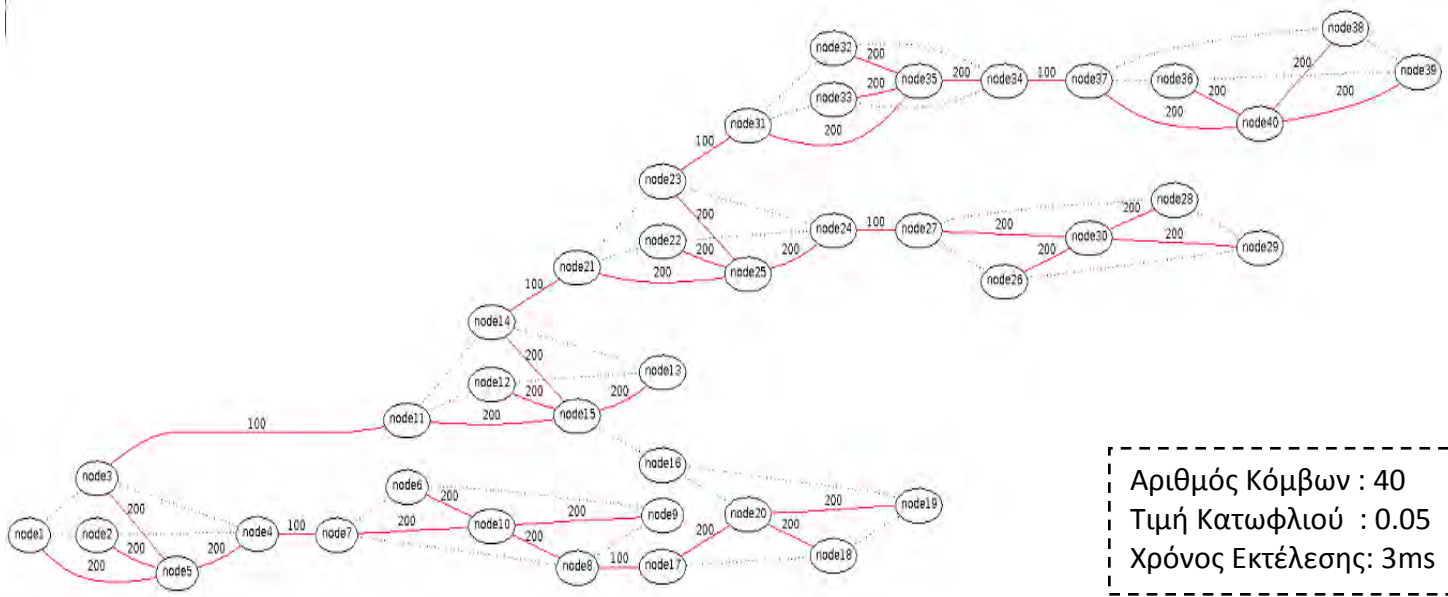 node38
node32
200
200
node35
200
node34
100
node37
node36
node39
200
node33
200
200
node31
200
node40
100
node23
200
node28
200
node24
100
node27
200
node30
200
node22
200
200
node29
node21
200
node25
200
node26
100
node14
200
node13
node12
200
200
node11
200
node15
100
node16
node3
node6
200
200
node19
200
node9
node20
200
node10
node1
node2
200
node4
100
node7
200
200
200
node18
200
200
node5
node8
100
node17
Αριθμός Κόμβων : 40
Τιμή Κατωφλιού : 0.05
Χρόνος Εκτέλεσης: 3ms